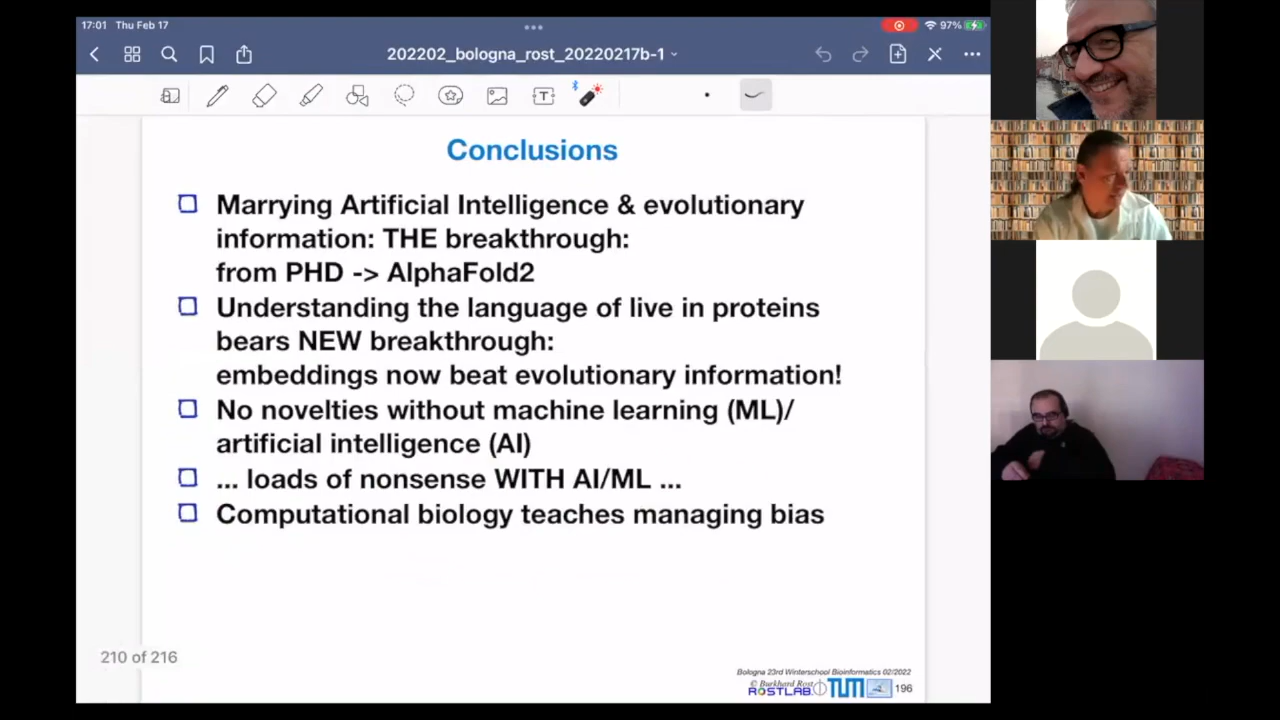 17:01 Thu Feb 17
97%
202202_bologna_rost_20220217b-1
T
Conclusions
Marrying Artificial Intelligence & evolutionary
information: THE breakthrough:
from PHD -> AlphaFold2
Understanding the language of live in proteins
bears NEW breakthrough:
embeddings now beat evolutionary information!
No novelties without machine learning (ML)/
artificial intelligence (AI)
... loads of nonsense WITH AI/ML ...
Computational biology teaches managing bias
210 of 216
Bologna 23rd Winterschool Bioinformatics 02/2022
© Burkhard Rost
ROSTLAB TUM 196